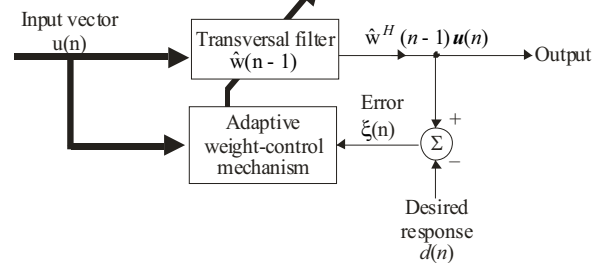 Input vector
u(n)
Transversal filter
ŵ(n - 1)
ŵ^H (n-1) u(n)
Output
Adaptive
weight-control
mechanism
Error
ξ(n)
+
Σ
−
Desired
response
d(n)